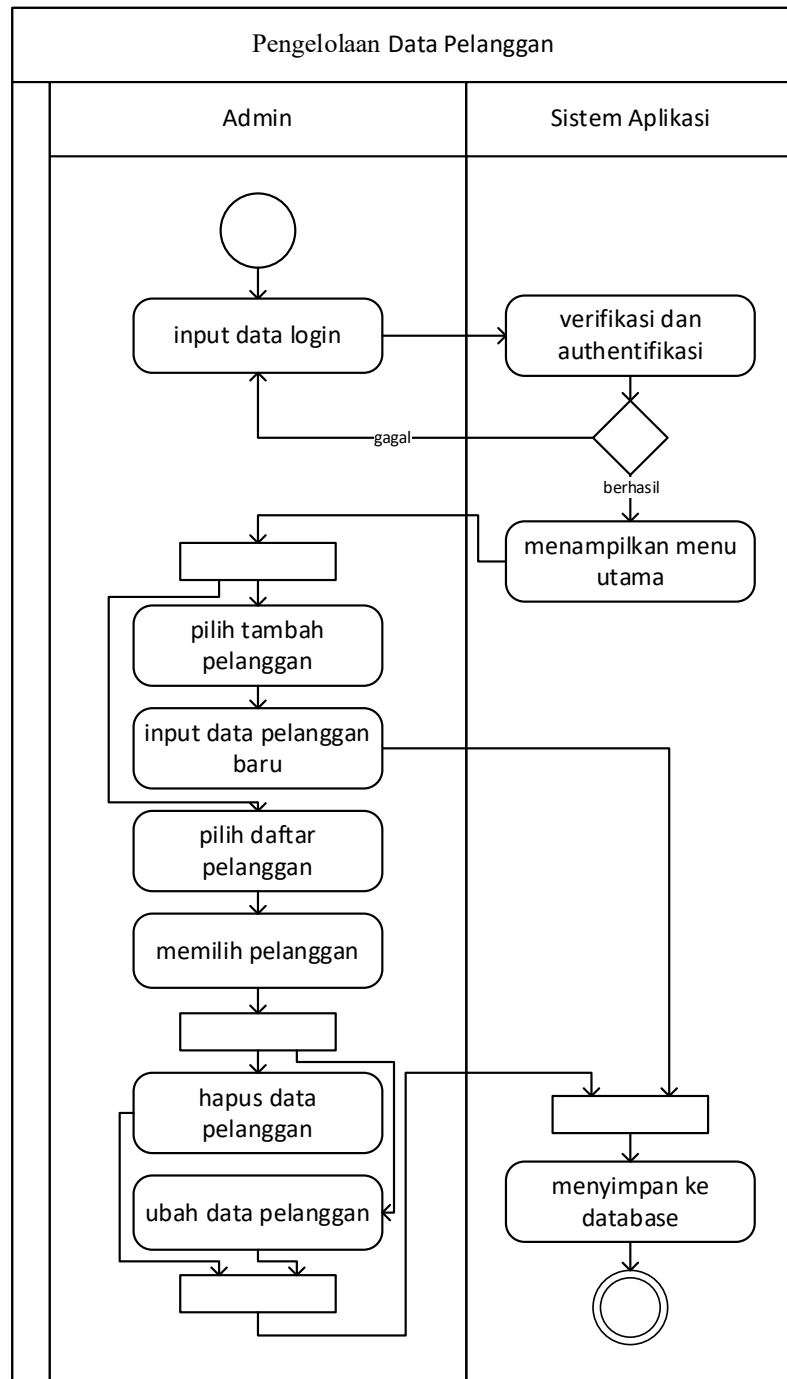 Pengelolaan Data Pelanggan
Admin
Sistem Aplikasi
input data login
verifikasi dan
authentifikasi
gagal
berhasil
menampilkan menu
utama
pilih tambah
pelanggan
input data pelanggan
baru
pilih daftar
pelanggan
memilih pelanggan
hapus data
pelanggan
ubah data pelanggan
menyimpan ke
database